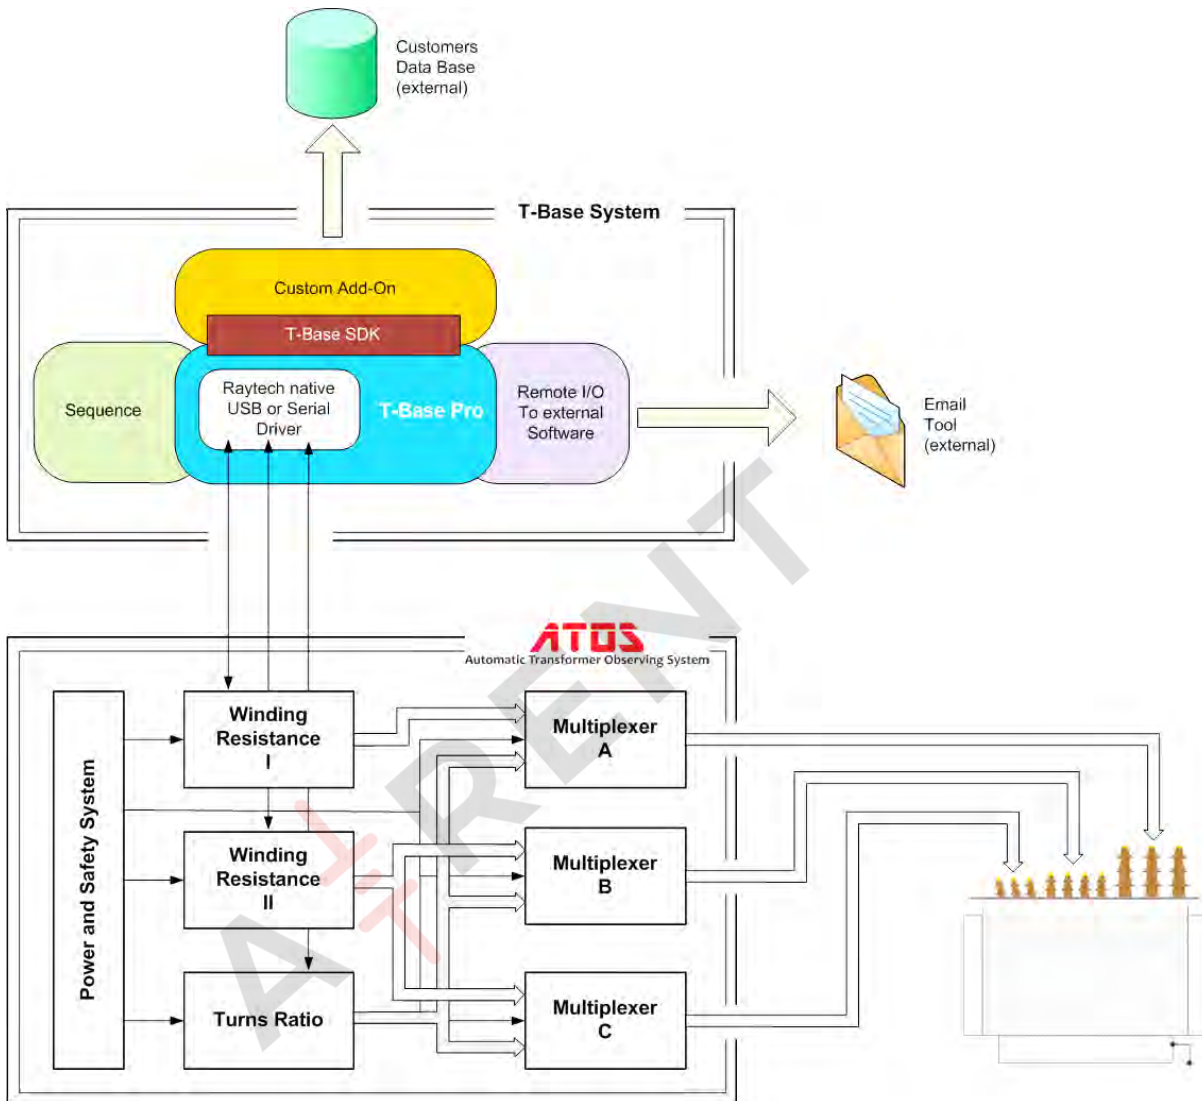 Customers
Data Base
(external)
T-Base System
Custom Add-On
T-Base SDK
Sequence
Raytech native
USB or Serial
Driver
T-Base Pro
Remote I/O
To external
Software
Email
Tool
(external)
ATOS
Automatic Transformer Observing System
Power and Safety System
Winding
Resistance
I
Multiplexer
A
Winding
Resistance
II
Multiplexer
B
Turns Ratio
Multiplexer
C
A RENT